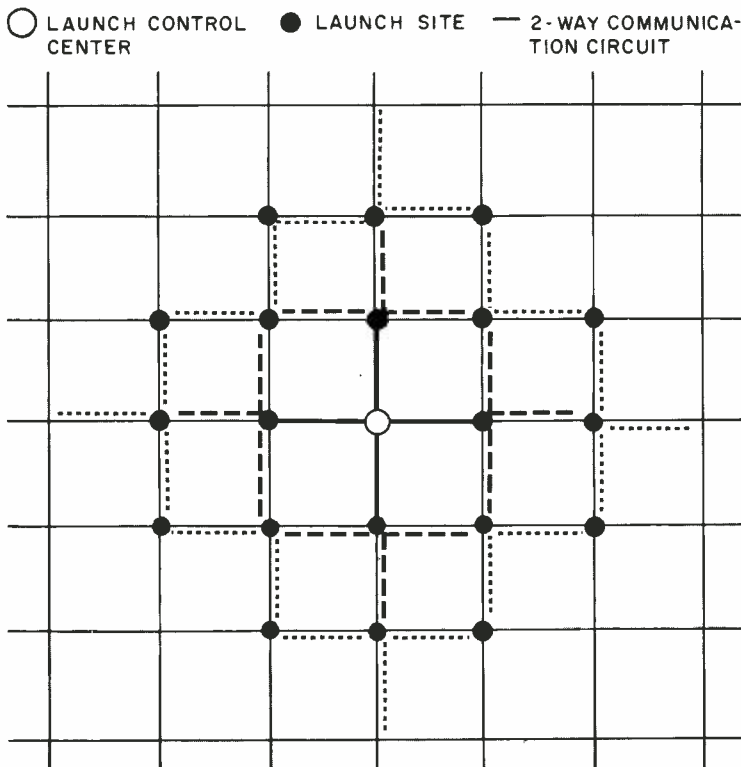 LAUNCH CONTROL
CENTER
LAUNCH SITE
2-WAY COMMUNICA-
TION CIRCUIT